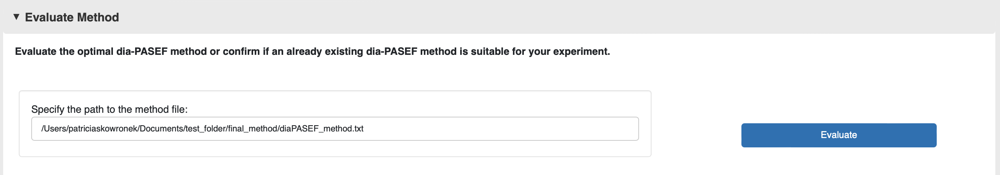 ▼ Evaluate Method
Evaluate the optimal dia-PASEF method or confirm if an already existing dia-PASEF method is suitable for your experiment.
Specify the path to the method file:
/Users/patriciaskowronek/Documents/test_folder/final_method/diaPASEF_method.txt
Evaluate